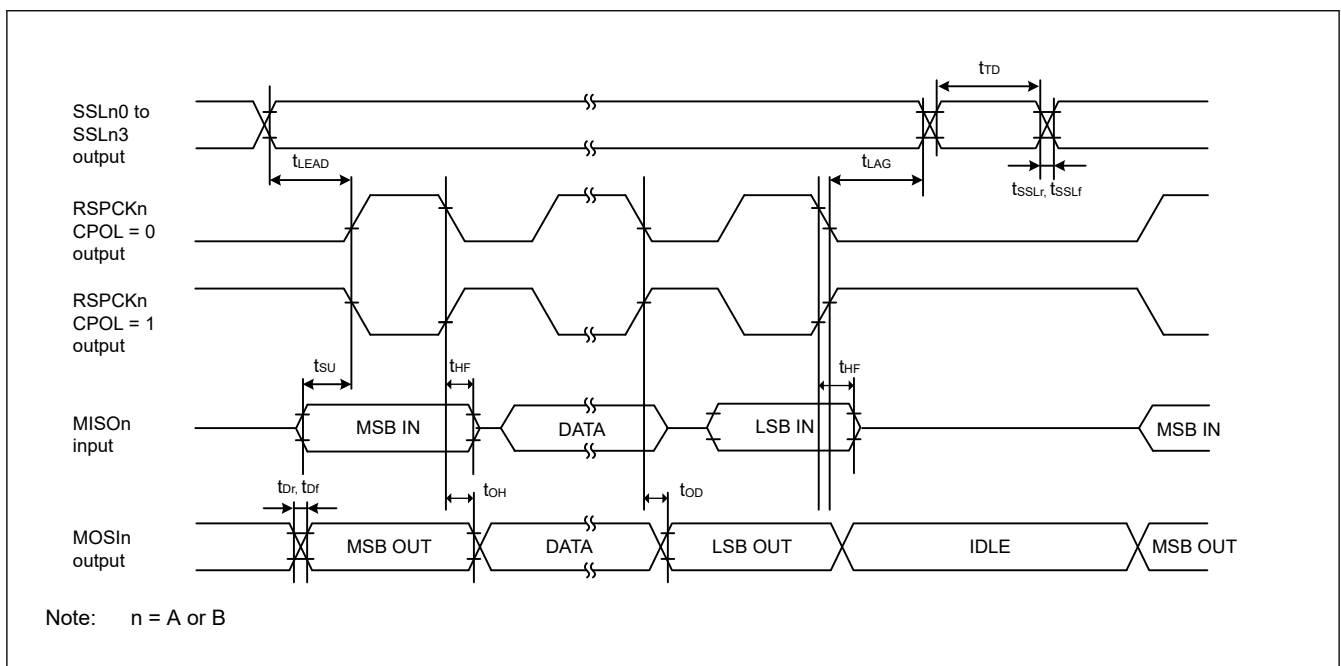 tTD
SSLn0 to
SSLn3
output
tLEAD
tLAG
tSSLr, tSSLf
RSPCKn
CPOL = 0
output
RSPCKn
CPOL = 1
output
tSU
tHF
tHF
MISOn
input
MSB IN
DATA
LSB IN
MSB IN
tDr, tDf
tOH
tOD
MOSIn
output
MSB OUT
DATA
LSB OUT
IDLE
MSB OUT
Note: n = A or B